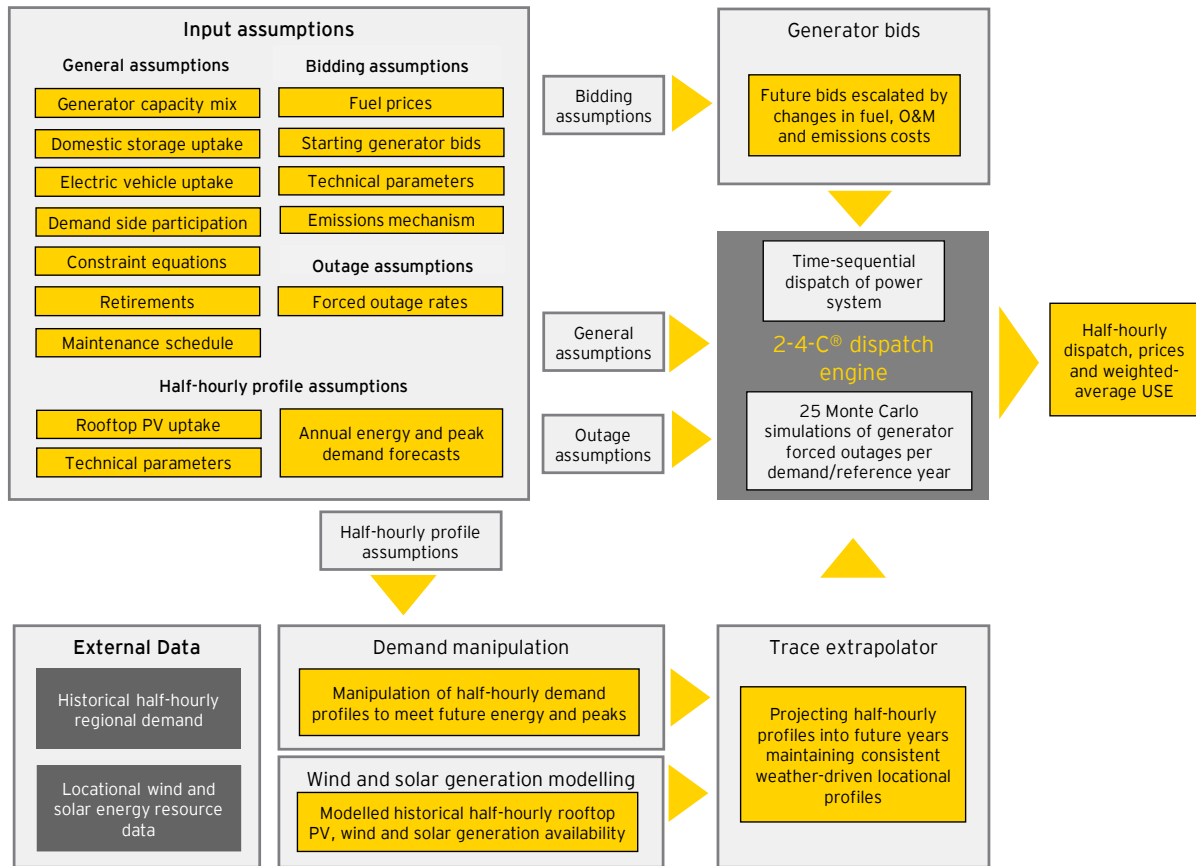 Input assumptions
General assumptions
Generator capacity mix
Domestic storage uptake
Electric vehicle uptake
Demand side participation
Constraint equations
Retirements
Maintenance schedule
Bidding assumptions
Fuel prices
Starting generator bids
Technical parameters
Emissions mechanism
Outage assumptions
Forced outage rates
Half-hourly profile assumptions
Rooftop PV uptake
Technical parameters
Annual energy and peak
demand forecasts
Bidding
assumptions
Generator bids
Future bids escalated by
changes in fuel, O&M
and emissions costs
General
assumptions
Outage
assumptions
Time-sequential
dispatch of power
system
2-4-C® dispatch
engine
25 Monte Carlo
simulations of generator
forced outages per
demand/reference year
Half-hourly
dispatch, prices
and weighted-
average USE
Half-hourly profile
assumptions
External Data
Historical half-hourly
regional demand
Locational wind and
solar energy resource
data
Demand manipulation
Manipulation of half-hourly demand
profiles to meet future energy and peaks
Wind and solar generation modelling
Modelled historical half-hourly rooftop
PV, wind and solar generation availability
Trace extrapolator
Projecting half-hourly
profiles into future years
maintaining consistent
weather-driven locational
profiles